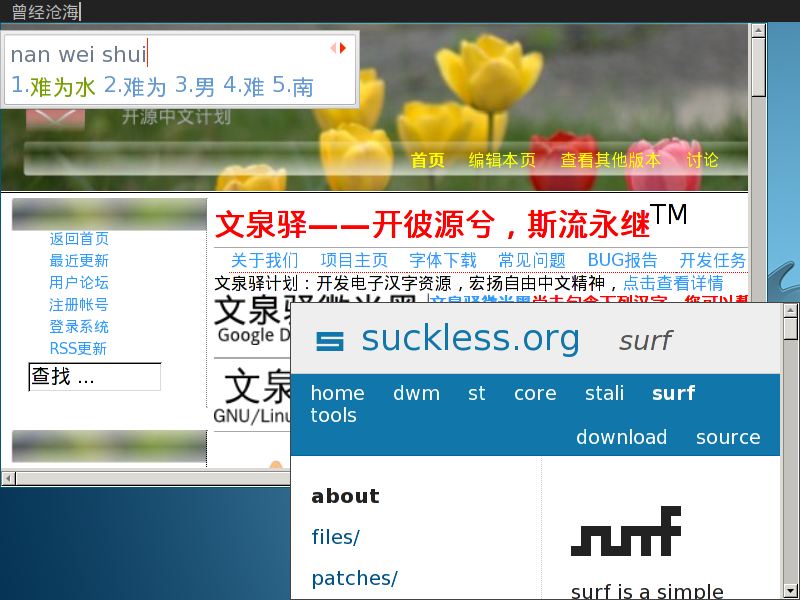 曾经沧海
nan wei shui
1.难为水 2.难为 3.男 4.难 5.南
开源中文计划
首页 编辑本页 查看其他版本 讨论
文泉驿——开彼源兮，斯流永继™
返回首页
最近更新
用户论坛
注册帐号
登录系统
RSS更新
查找 ...
关于我们 项目主页 字体下载 常见问题 BUG报告 开发任务
文泉驿计划：开发电子汉字资源，宏扬自由中文精神，点击查看详情
文泉驿微米黑
Google D
文泉
GNU/Linu
suckless.org surf
home dwm st core stali surf
tools
download source
about
files/
patches/
surf
surf is a simple